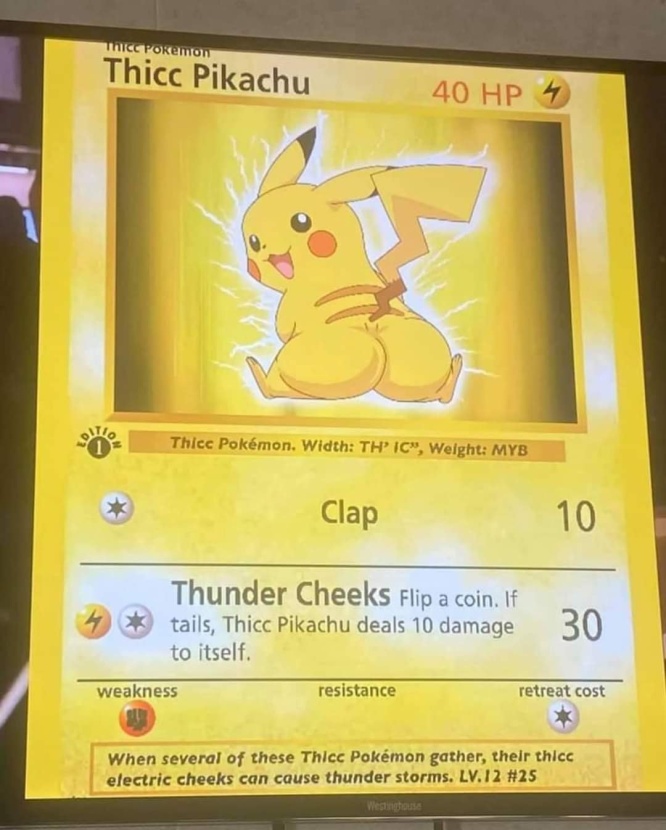 Thicc Pokémon
Thicc Pikachu
40 HP
EDITION
1
Thicc Pokémon. Width: TH' IC", Weight: MYB
Clap
10
Thunder Cheeks Flip a coin. If
tails, Thicc Pikachu deals 10 damage
to itself.
30
weakness
resistance
retreat cost
When several of these Thicc Pokémon gather, their thicc
electric cheeks can cause thunder storms. LV.12 #25
Westinghouse